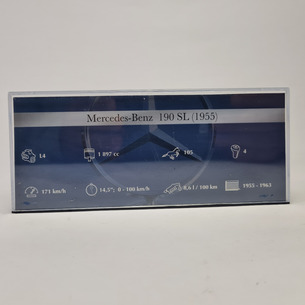 Mercedes-Benz 190 SL (1955)
L4 1 897 cc 105 4
171 km/h 14,5"; 0 - 100 km/h 8,6 l / 100 km 1955 - 1963